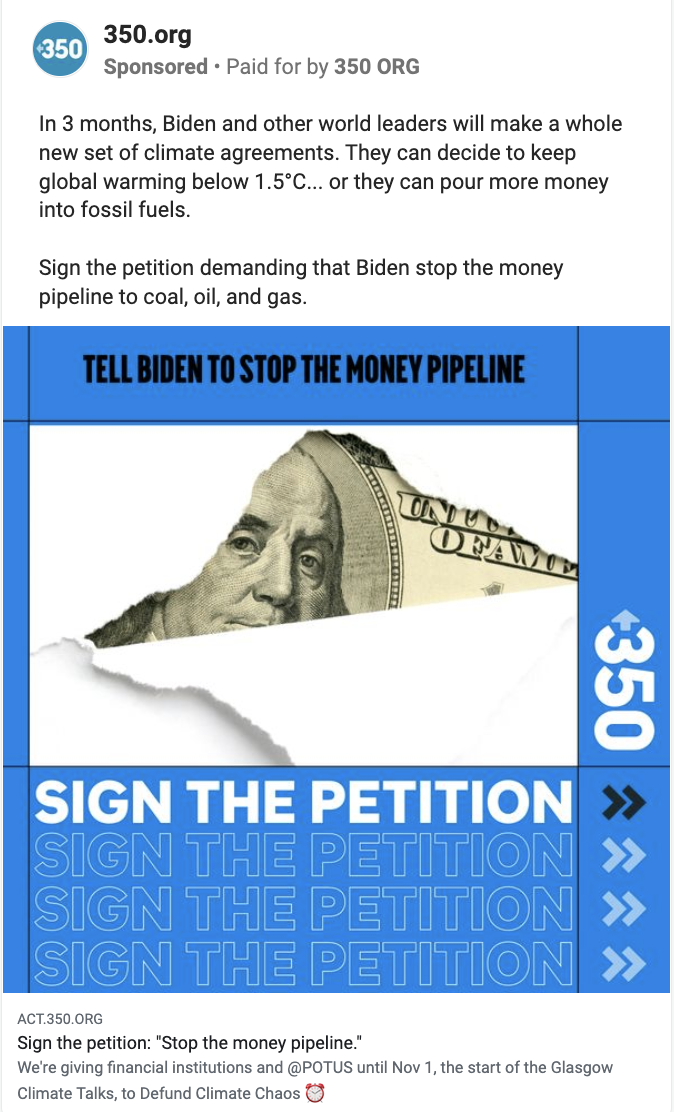 350
350.org
Sponsored • Paid for by 350 ORG
In 3 months, Biden and other world leaders will make a whole
new set of climate agreements. They can decide to keep
global warming below 1.5°C... or they can pour more money
into fossil fuels.
Sign the petition demanding that Biden stop the money
pipeline to coal, oil, and gas.
TELL BIDEN TO STOP THE MONEY PIPELINE
350
SIGN THE PETITION
SIGN THE PETITION
SIGN THE PETITION
SIGN THE PETITION
ACT.350.ORG
Sign the petition: "Stop the money pipeline."
We're giving financial institutions and @POTUS until Nov 1, the start of the Glasgow
Climate Talks, to Defund Climate Chaos ⏰